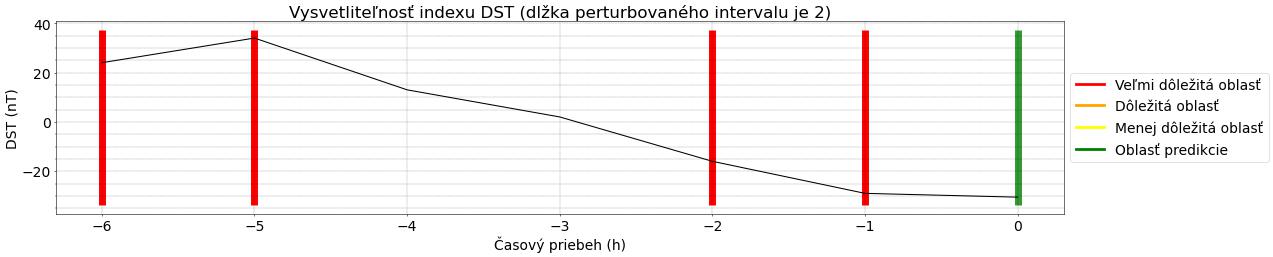 Vysvetliteľnosť indexu DST (dlžka perturbovaného intervalu je 2)
DST (nT)
40
20
0
−20
−6
−5
−4
−3
−2
−1
0
Časový priebeh (h)
Veľmi dôležitá oblasť
Dôležitá oblasť
Menej dôležitá oblasť
Oblasť predikcie